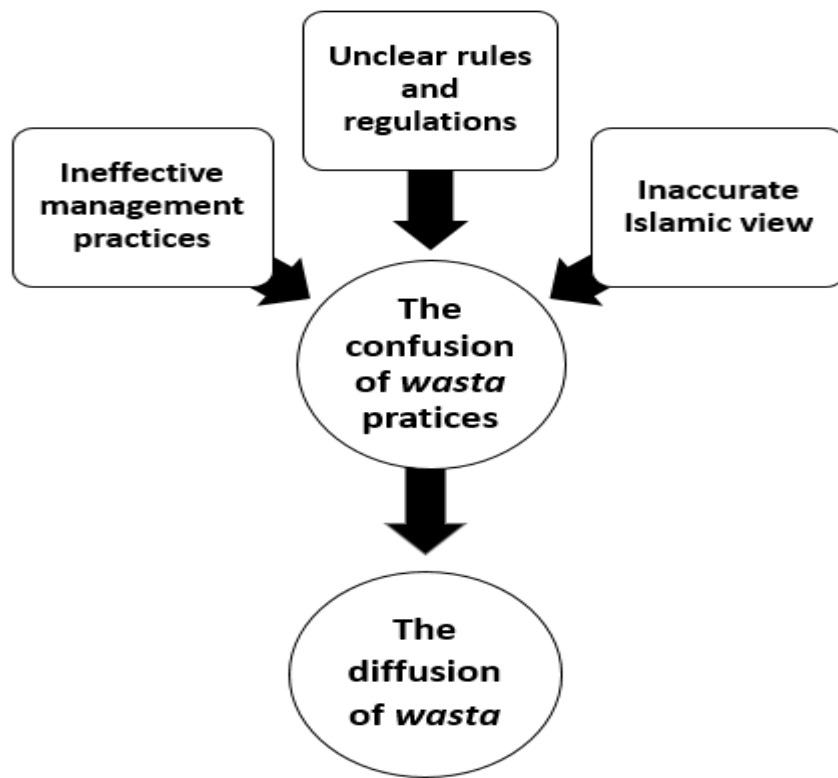 Unclear rules
and
regulations
Ineffective
management
practices
Inaccurate
Islamic view
The
confusion
of wasta
pratices
The
diffusion
of wasta